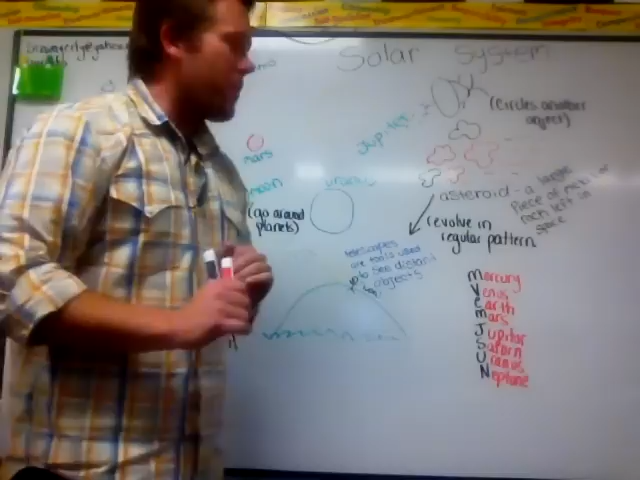 Solar System
(circles another
object)
Jupiter
mars
moon
uranus
(go around
planets)
asteroid - a large
piece of metal or
rock left in
space
(revolve in
regular pattern
telescopes
are tools used
to see distant
objects
Mercury
Venus
Earth
Mars
Jupitar
Saturn
Uranus
Neptune